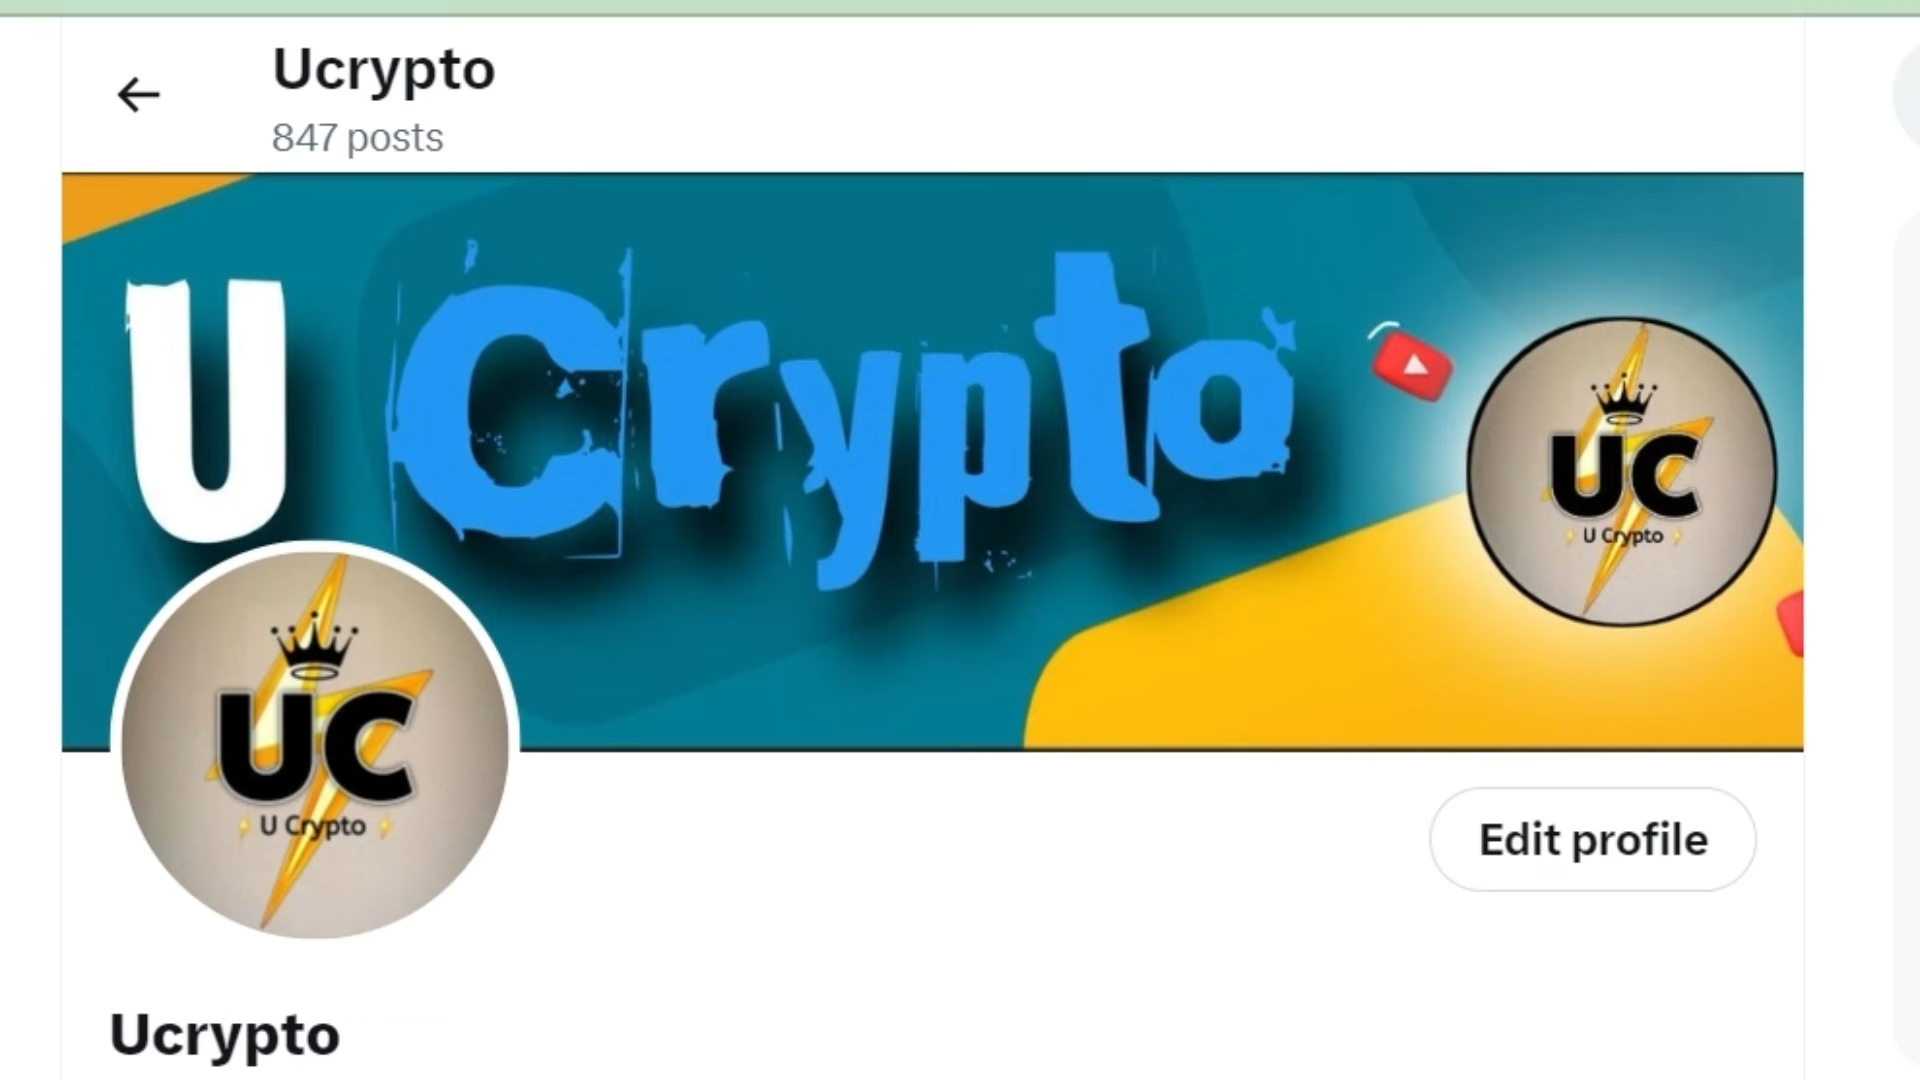 Ucrypto
847 posts
U Crypto
UC
U Crypto
UC
U Crypto
Edit profile
Ucrypto